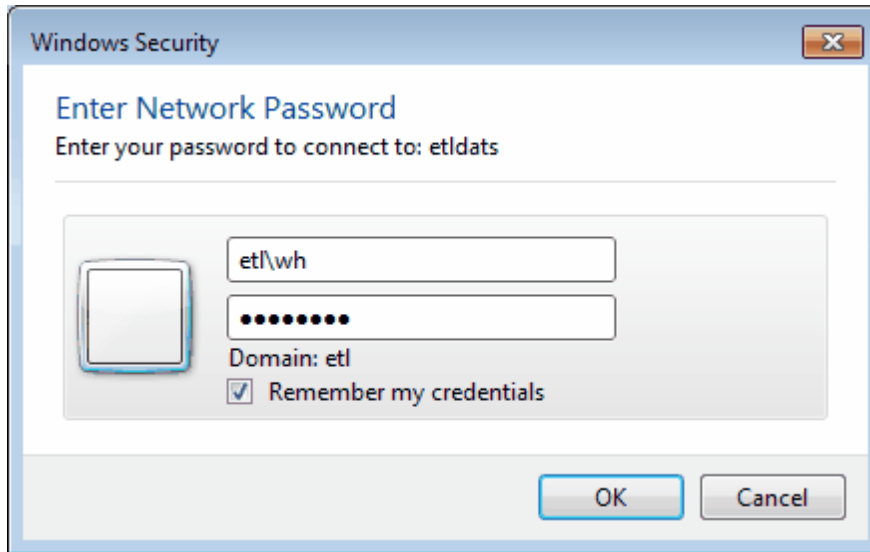 Windows Security
Enter Network Password
Enter your password to connect to: etldats
etl\wh
●●●●●●●●
Domain: etl
Remember my credentials
OK Cancel